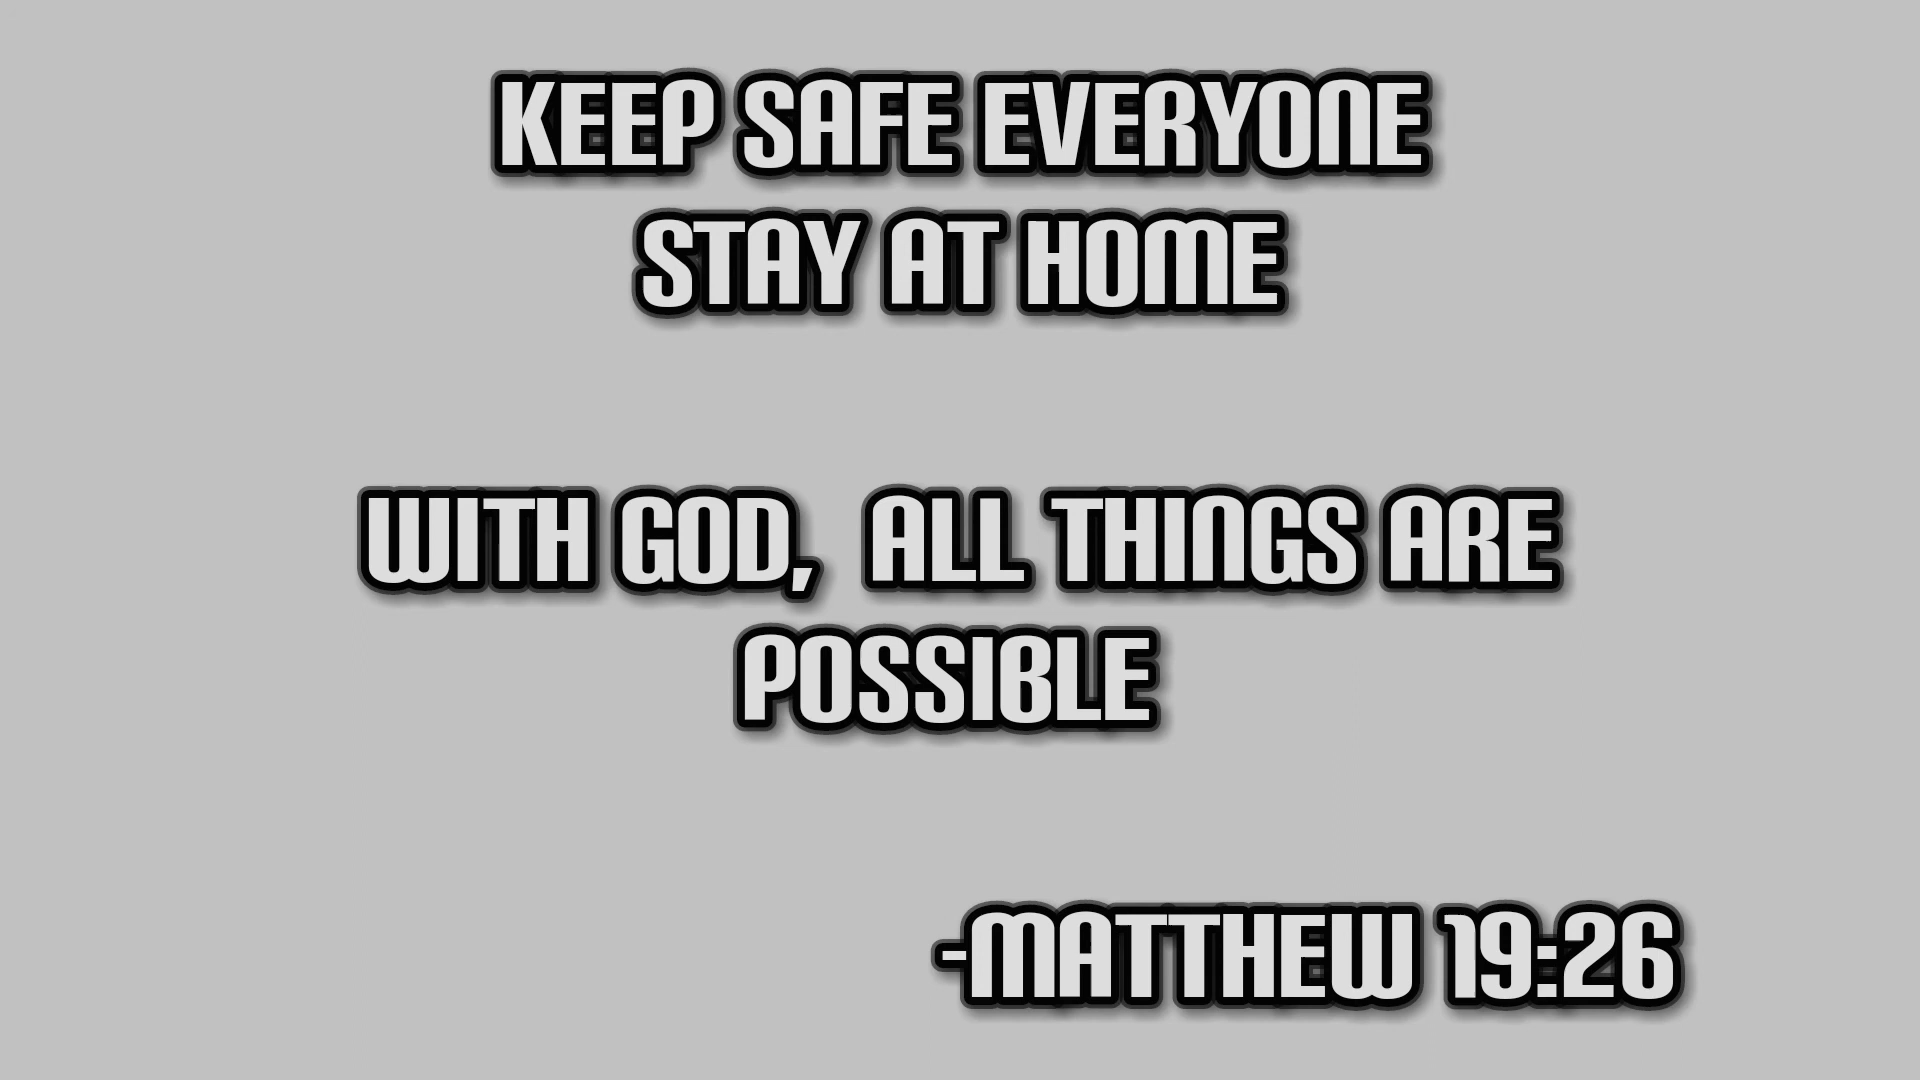 KEEP SAFE EVERYONE
STAY AT HOME
WITH GOD, ALL THINGS ARE
POSSIBLE
-MATTHEW 19:26